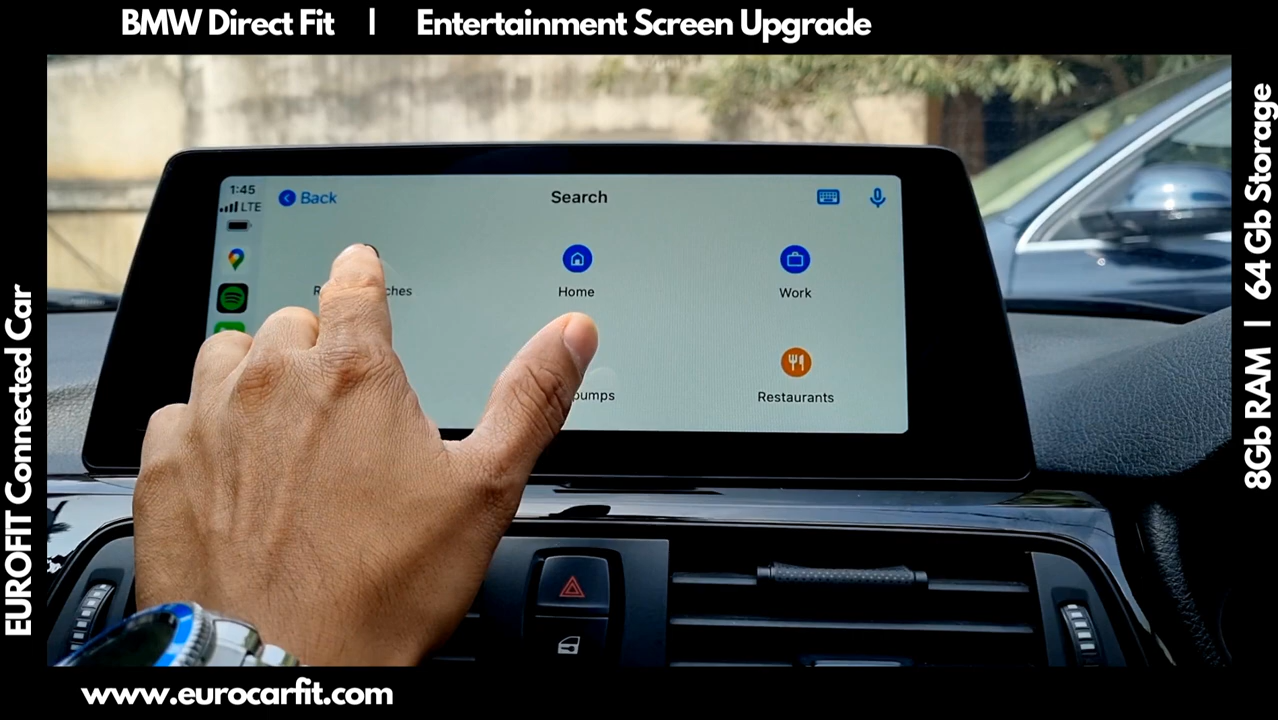 BMW Direct Fit | Entertainment Screen Upgrade
EUROFIT Connected Car
8Gb RAM | 64 Gb Storage
1:45
LTE
Back
Search
Home
Work
Restaurants
www.eurocarfit.com